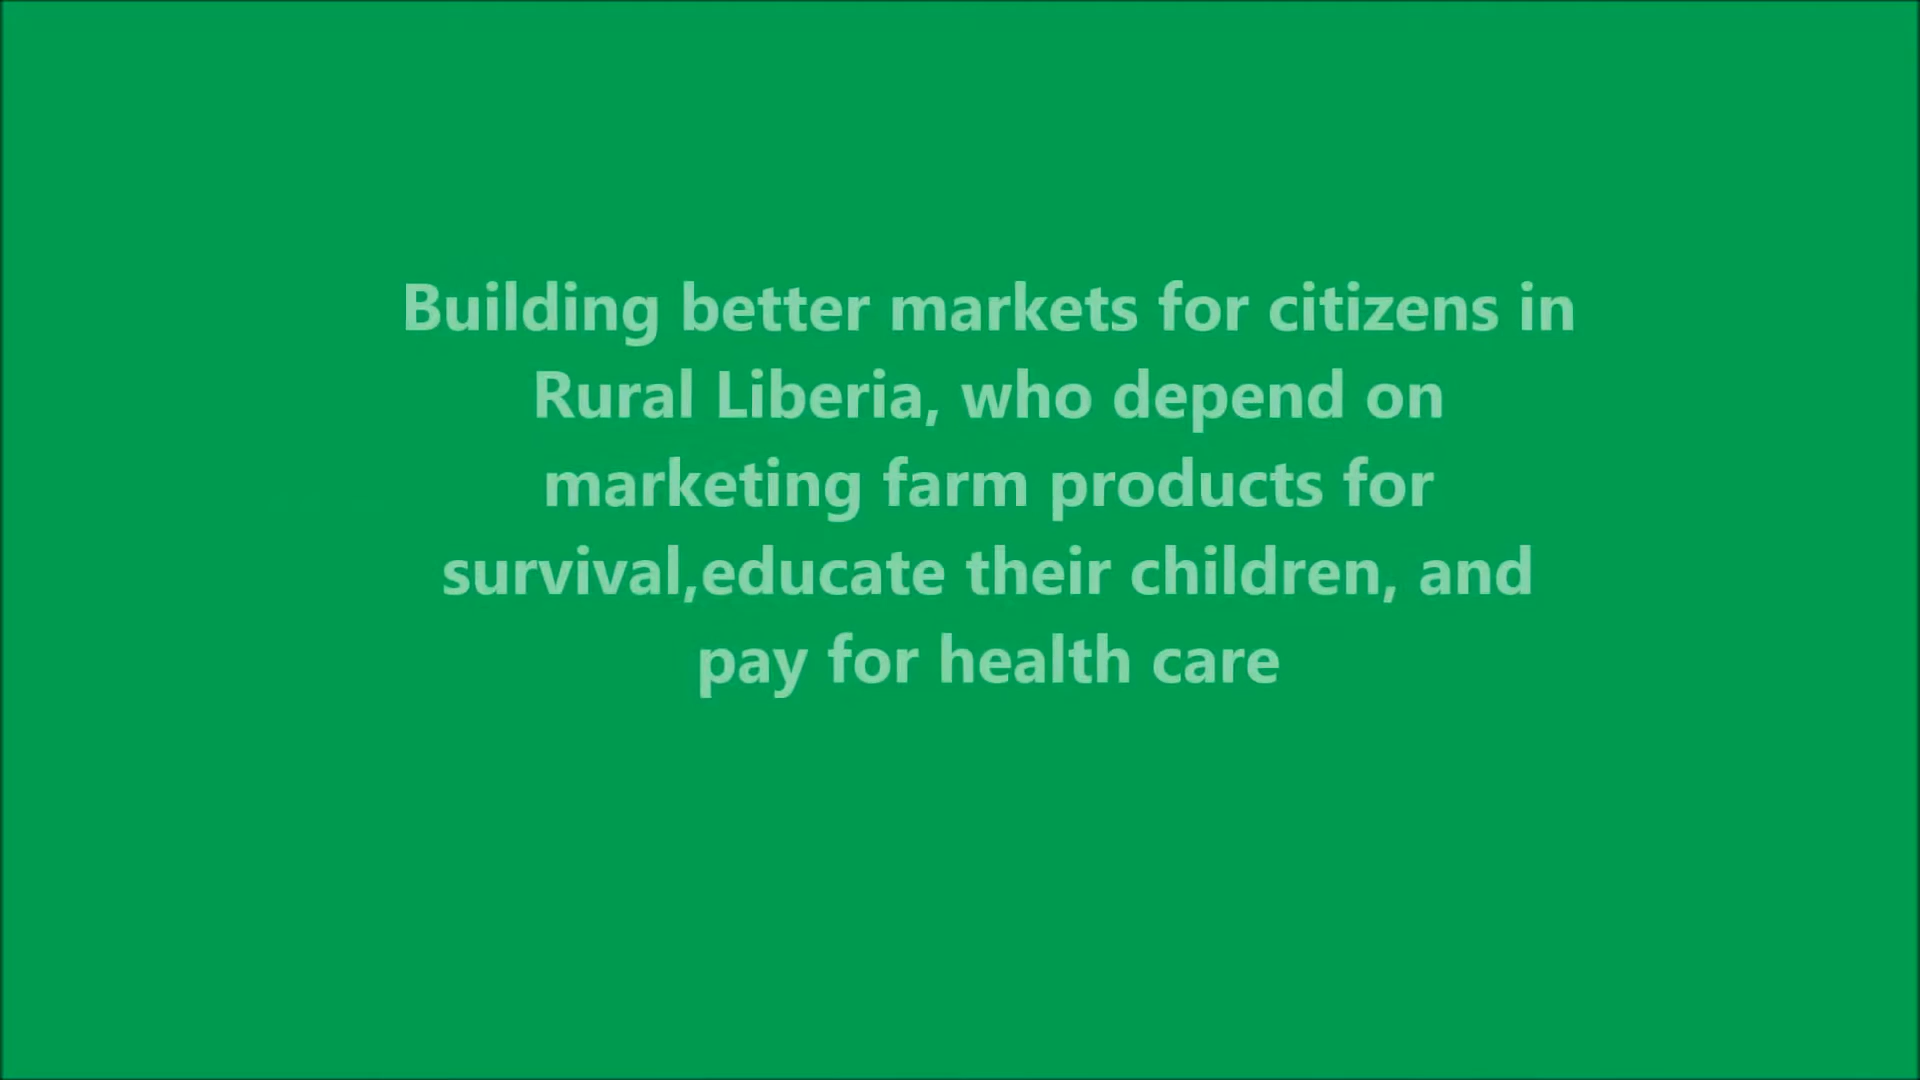 Building better markets for citizens in
Rural Liberia, who depend on
marketing farm products for
survival,educate their children, and
pay for health care